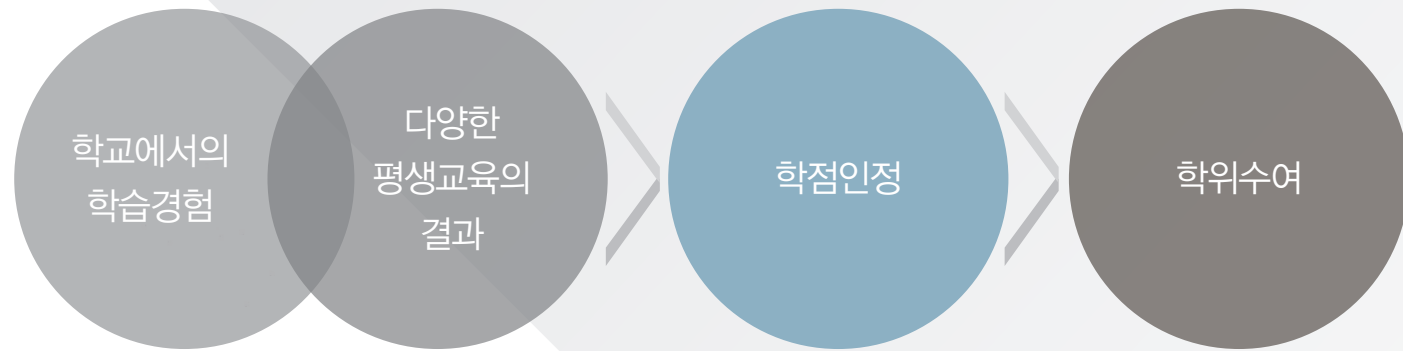 학교에서의
학습경험
다양한
평생교육의
결과
학점인정
학위수여